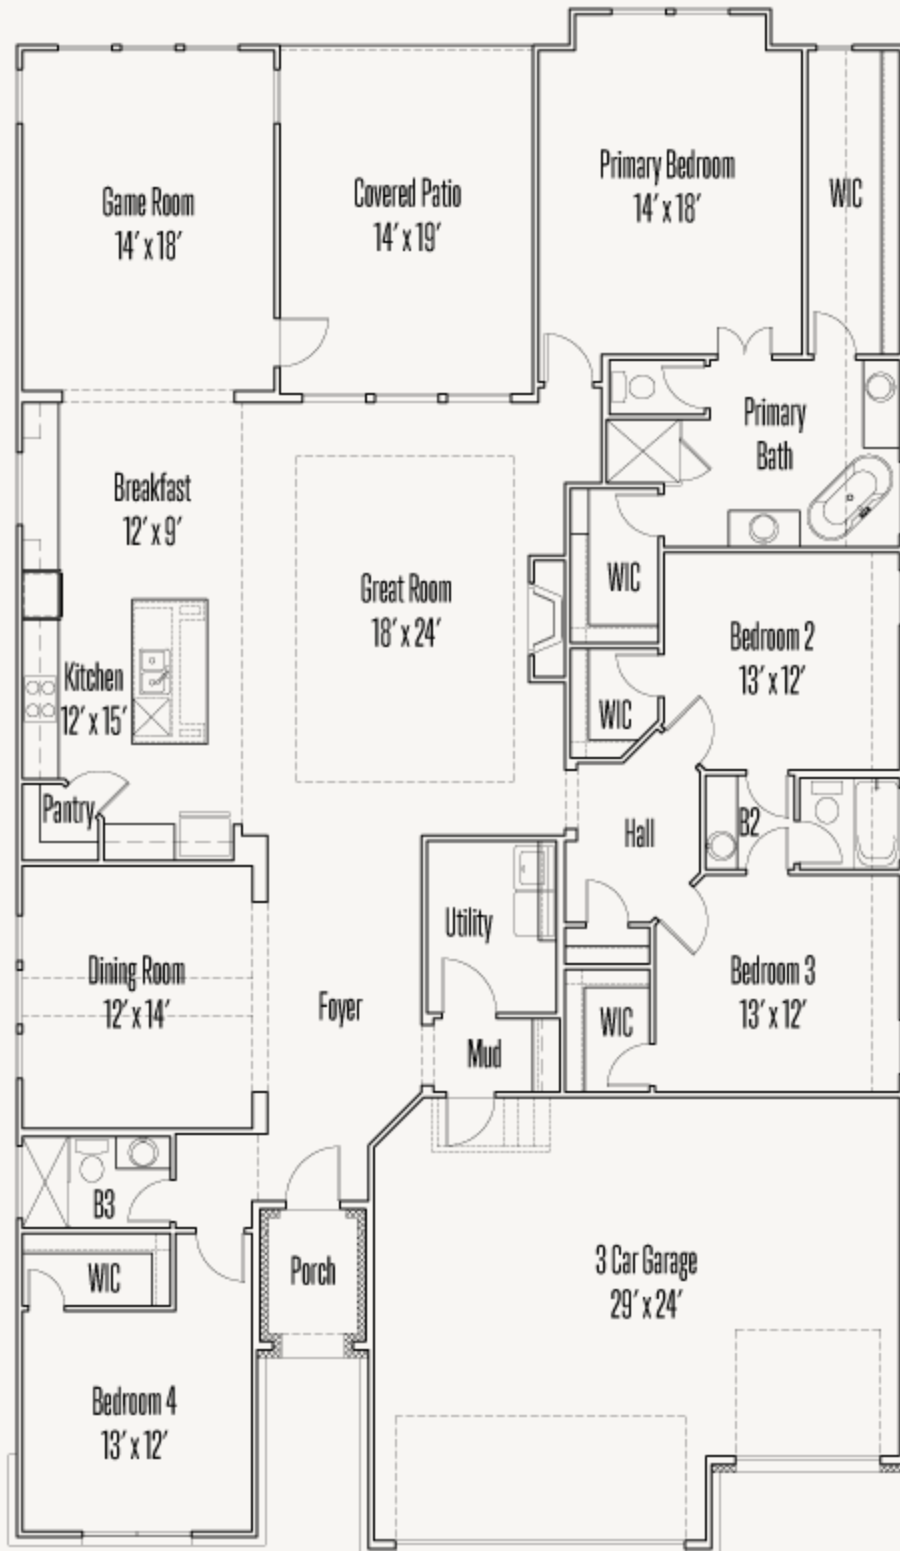 Game Room
14' x 18'
Covered Patio
14' x 19'
Primary Bedroom
14' x 18'
WIC
Primary
Bath
Breakfast
12' x 9'
Great Room
18' x 24'
WIC
Bedroom 2
13' x 12'
Kitchen
12' x 15'
WIC
Pantry
Hall
B2
Utility
Dining Room
12' x 14'
Foyer
Bedroom 3
13' x 12'
WIC
Mud
B3
WIC
Porch
3 Car Garage
29' x 24'
Bedroom 4
13' x 12'